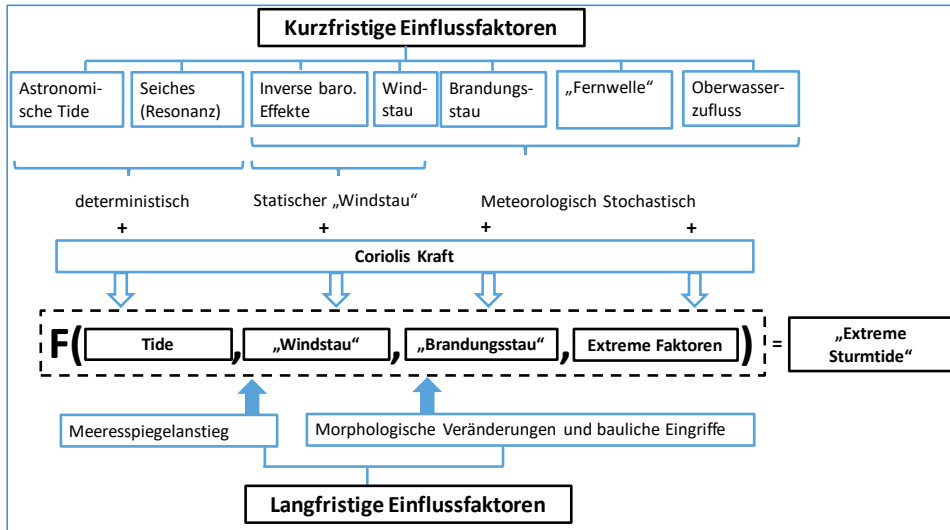 Kurzfristige Einflussfaktoren
Astronomi-
sche Tide
Seiches
(Resonanz)
Inverse baro.
Effekte
Wind-
stau
Brandungs-
stau
„Fernwelle“
Oberwasser-
zufluss
deterministisch
Statischer „Windstau“
Meteorologisch Stochastisch
+ + + +
Coriolis Kraft
F( Tide , „Windstau“ , „Brandungsstau“ , Extreme Faktoren ) = „Extreme
Sturmtide“
Meeresspiegelanstieg
Morphologische Veränderungen und bauliche Eingriffe
Langfristige Einflussfaktoren